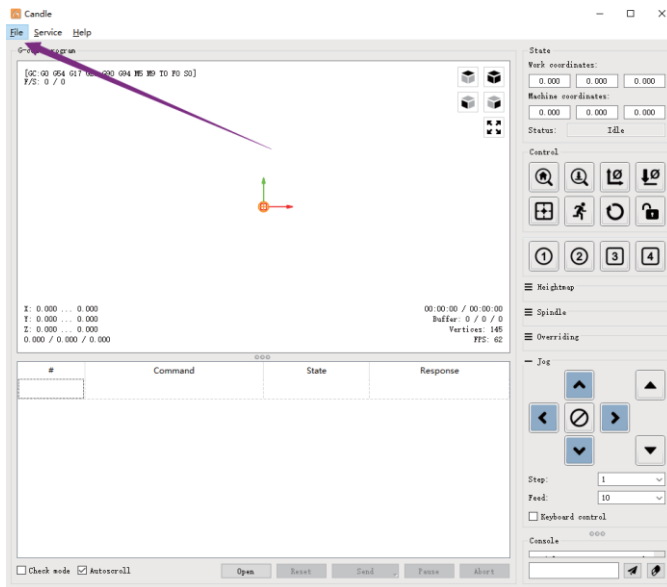 Candle
File Service Help
G-code program
[GC:G0 G54 G17 G21 G90 G94 M5 M9 T0 F0 S0]
F/S: 0 / 0
X: 0.000 ... 0.000
Y: 0.000 ... 0.000
Z: 0.000 ... 0.000
0.000 / 0.000 / 0.000
00:00:00 / 00:00:00
Buffer: 0 / 0 / 0
Vertices: 145
FPS: 62
# Command State Response
Check mode Autoscroll Open Reset Send Pause Abort
State
Work coordinates:
0.000 0.000 0.000
Machine coordinates:
0.000 0.000 0.000
Status: Idle
Control
1 2 3 4
Heightmap
Spindle
Overriding
Jog
Step: 1
Feed: 10
Keyboard control
Console